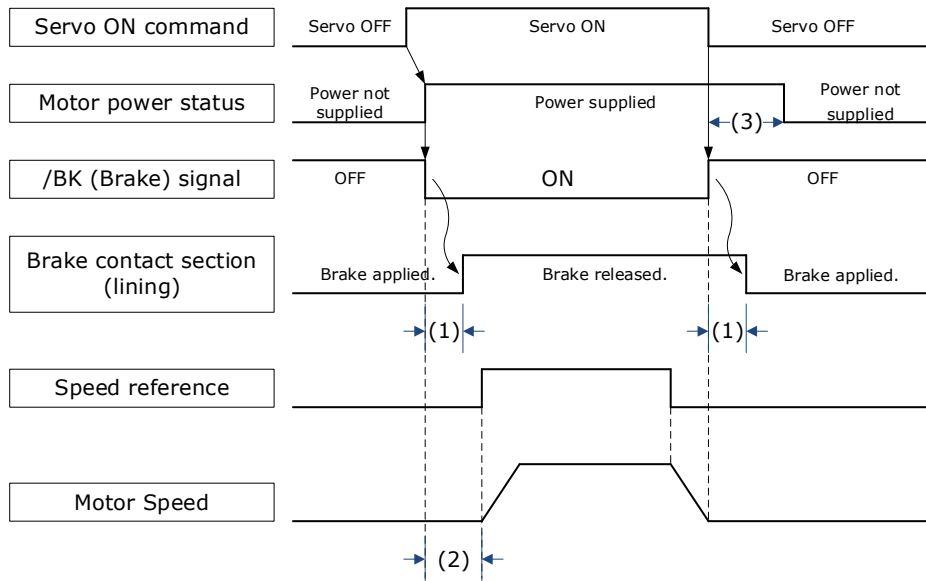 Servo ON command
Servo OFF
Servo ON
Servo OFF
Motor power status
Power not
supplied
Power supplied
(3)
Power not
supplied
/BK (Brake) signal
OFF
ON
OFF
Brake contact section
(lining)
Brake applied.
Brake released.
Brake applied.
(1)
(1)
Speed reference
Motor Speed
(2)